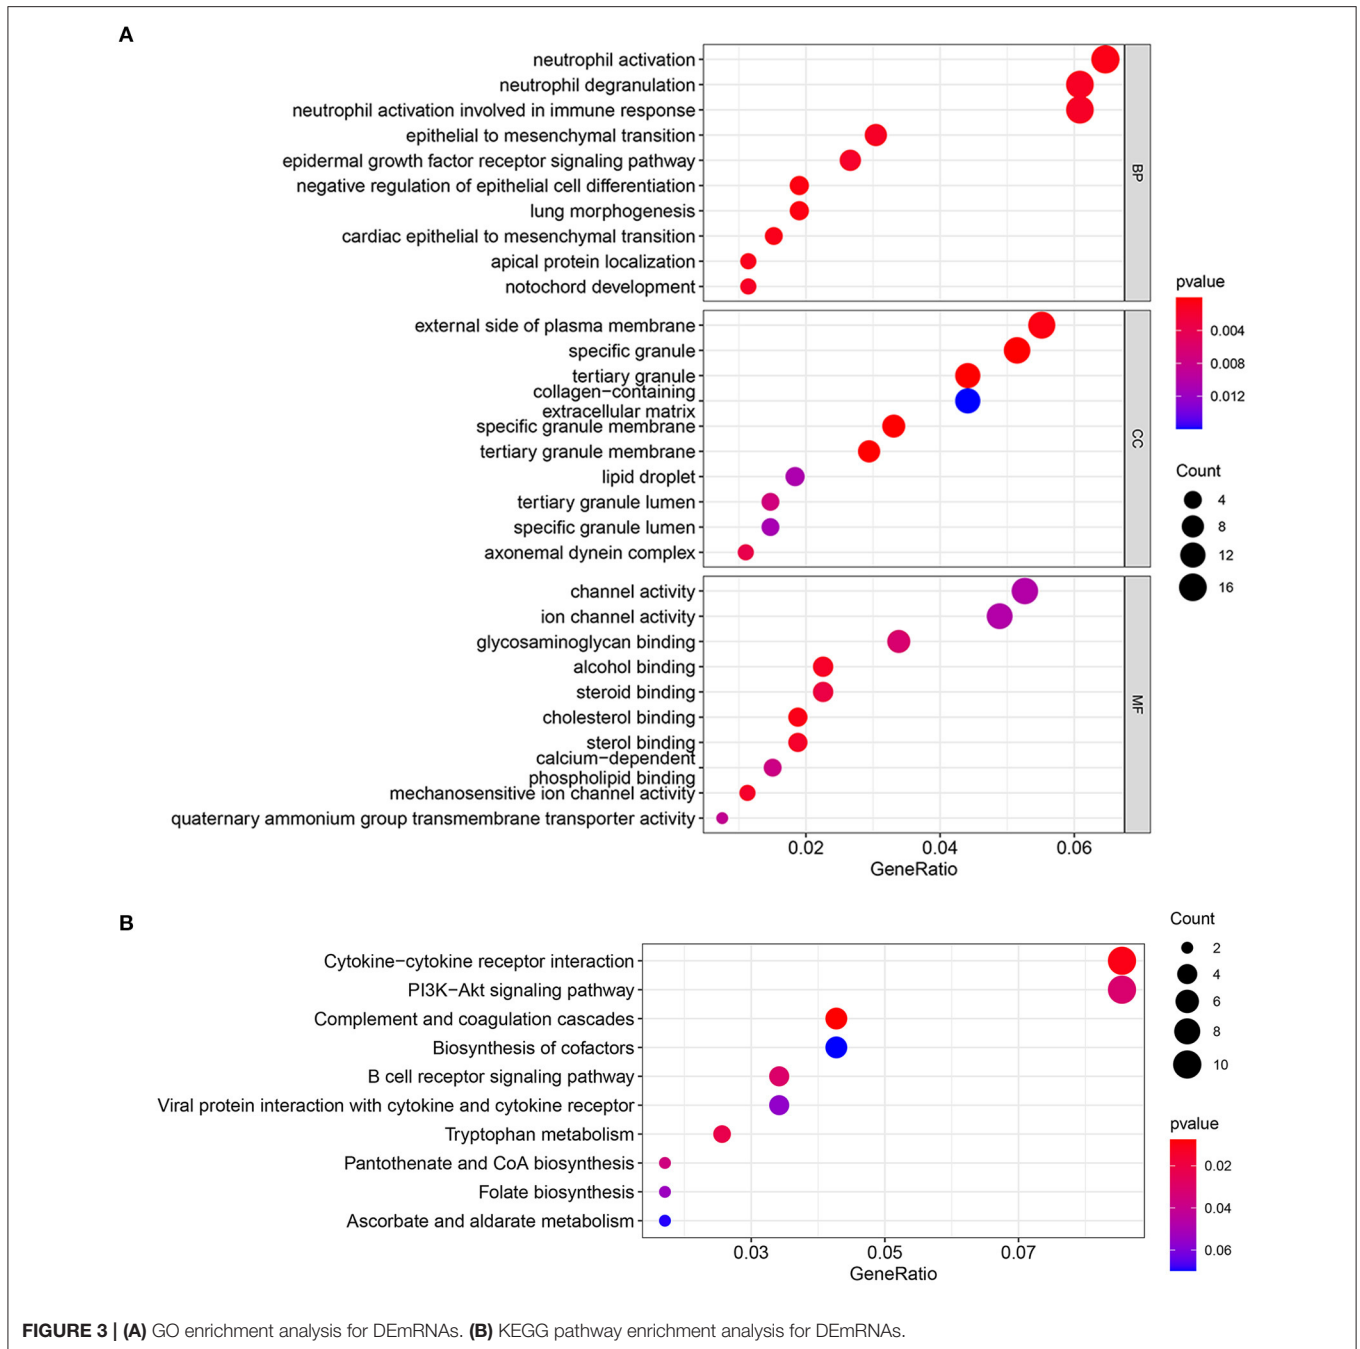 A
neutrophil activation
neutrophil degranulation
neutrophil activation involved in immune response
epithelial to mesenchymal transition
epidermal growth factor receptor signaling pathway
negative regulation of epithelial cell differentiation
lung morphogenesis
cardiac epithelial to mesenchymal transition
apical protein localization
notochord development
BP
external side of plasma membrane
specific granule
tertiary granule
collagen−containing
extracellular matrix
specific granule membrane
tertiary granule membrane
lipid droplet
tertiary granule lumen
specific granule lumen
axonemal dynein complex
CC
channel activity
ion channel activity
glycosaminoglycan binding
alcohol binding
steroid binding
cholesterol binding
sterol binding
calcium−dependent
phospholipid binding
mechanosensitive ion channel activity
quaternary ammonium group transmembrane transporter activity
MF
0.02 0.04 0.06
GeneRatio
pvalue
0.004
0.008
0.012
Count
4
8
12
16
B
Cytokine−cytokine receptor interaction
PI3K−Akt signaling pathway
Complement and coagulation cascades
Biosynthesis of cofactors
B cell receptor signaling pathway
Viral protein interaction with cytokine and cytokine receptor
Tryptophan metabolism
Pantothenate and CoA biosynthesis
Folate biosynthesis
Ascorbate and aldarate metabolism
0.03 0.05 0.07
GeneRatio
Count
2
4
6
8
10
pvalue
0.02
0.04
0.06
FIGURE 3 | (A) GO enrichment analysis for DEmRNAs. (B) KEGG pathway enrichment analysis for DEmRNAs.